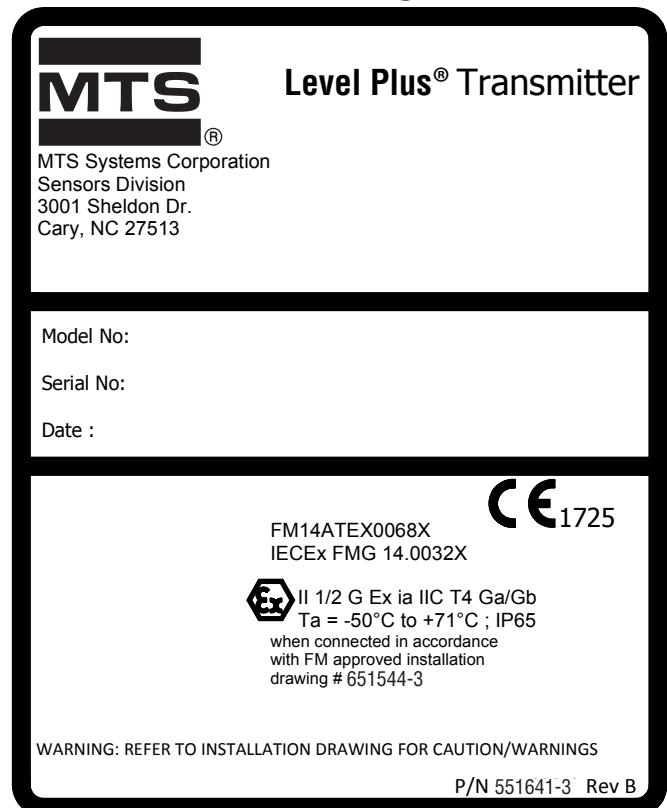 MTS
®
Level Plus® Transmitter
MTS Systems Corporation
Sensors Division
3001 Sheldon Dr.
Cary, NC 27513
Model No:
Serial No:
Date :
CE1725
FM14ATEX0068X
IECEx FMG 14.0032X
Ex II 1/2 G Ex ia IIC T4 Ga/Gb
Ta = -50°C to +71°C ; IP65
when connected in accordance
with FM approved installation
drawing # 651544-3
WARNING: REFER TO INSTALLATION DRAWING FOR CAUTION/WARNINGS
P/N 551641-3 Rev B